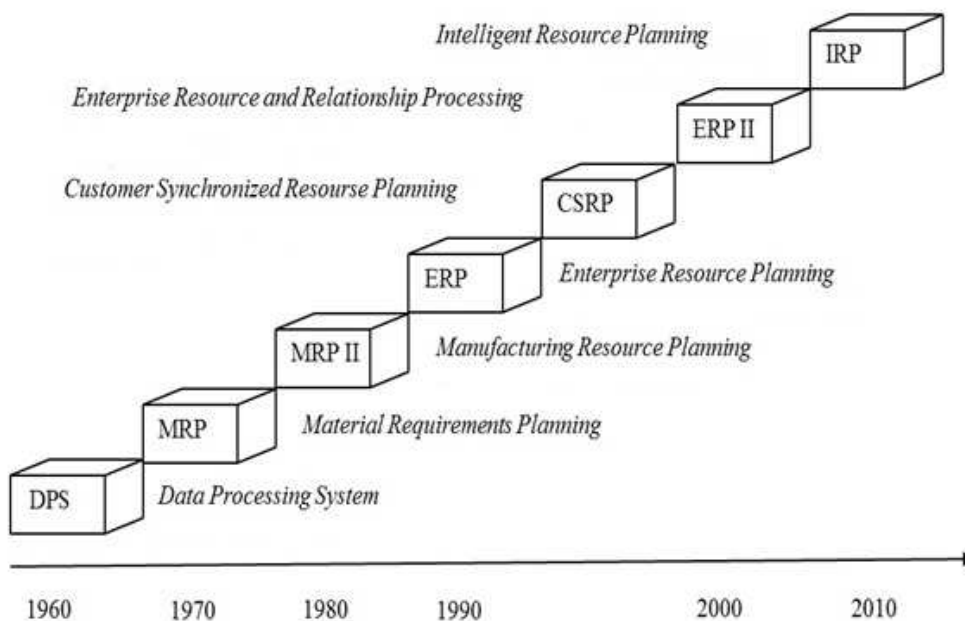 Intelligent Resource Planning
IRP
Enterprise Resource and Relationship Processing
ERP II
Customer Synchronized Resourse Planning
CSRP
ERP
Enterprise Resource Planning
MRP II
Manufacturing Resource Planning
MRP
Material Requirements Planning
DPS
Data Processing System
1960 1970 1980 1990 2000 2010